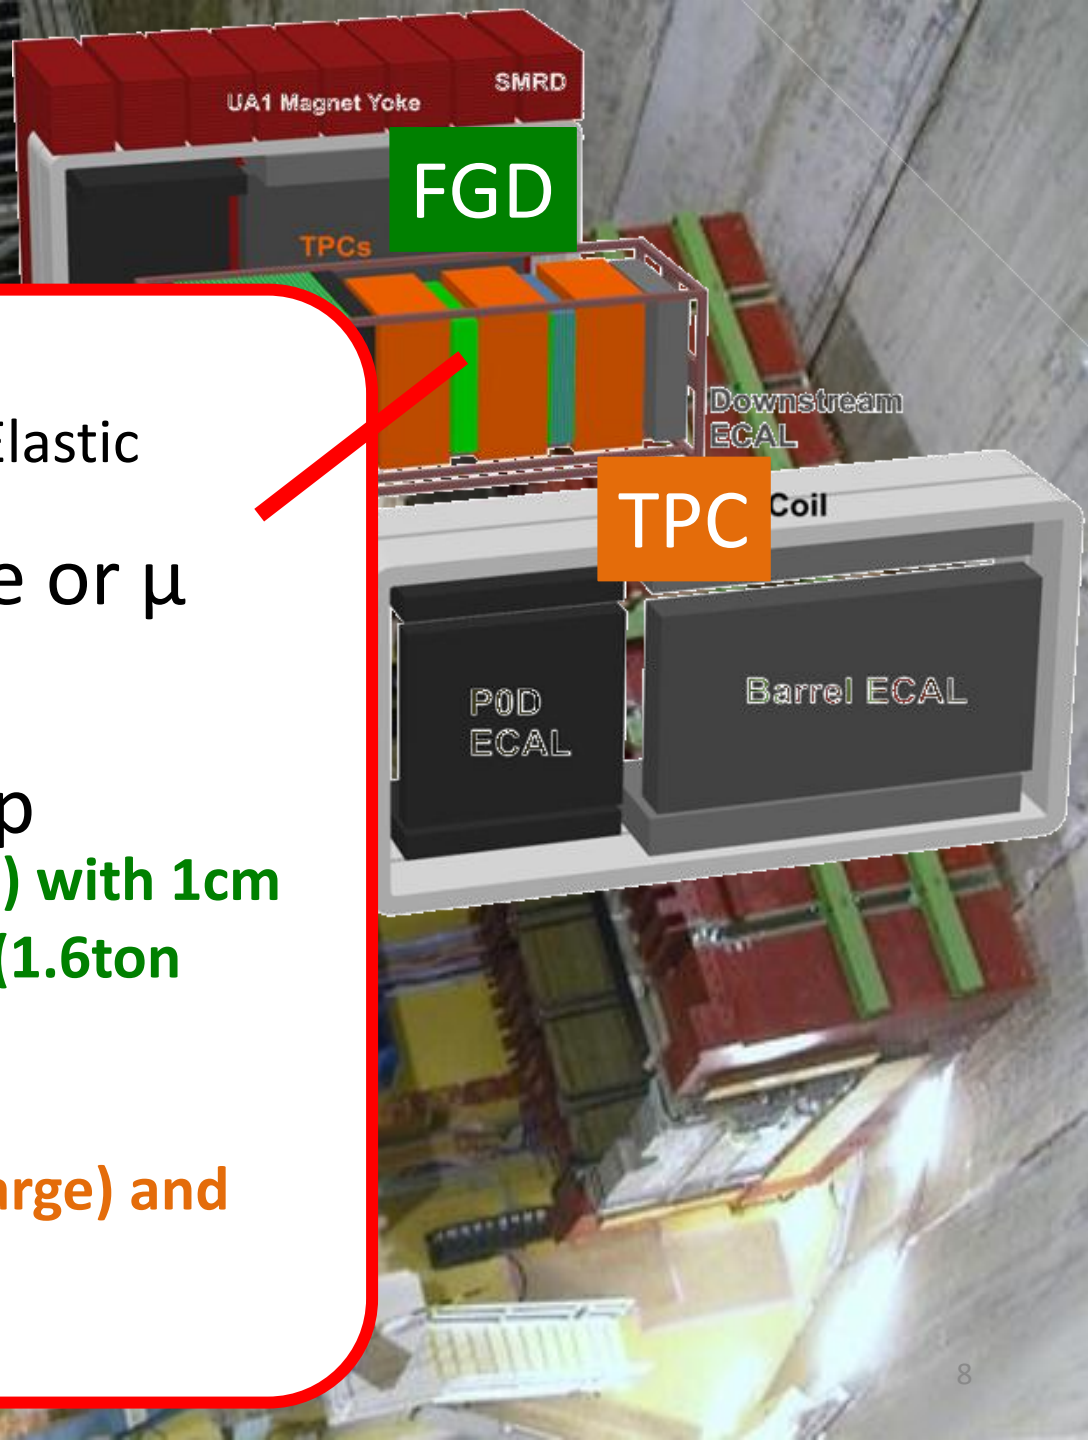 UA1 Magnet Yoke
SMRD
FGD
TPCs
Downstream
ECAL
TPC
Coil
P0D
ECAL
Barrel ECAL
Elastic
e or μ
p
) with 1cm
(1.6ton
arge) and
8